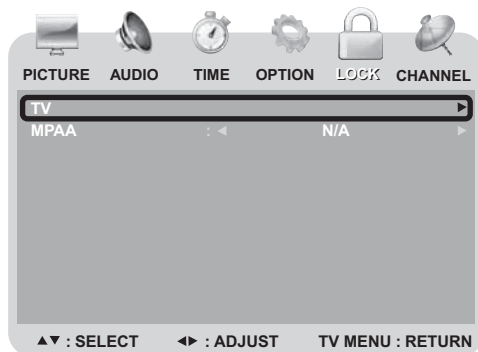 PICTURE AUDIO TIME OPTION LOCK CHANNEL
TV ▶
MPAA : ◀ N/A ▶
▲▼ : SELECT ◀▶ : ADJUST TV MENU : RETURN